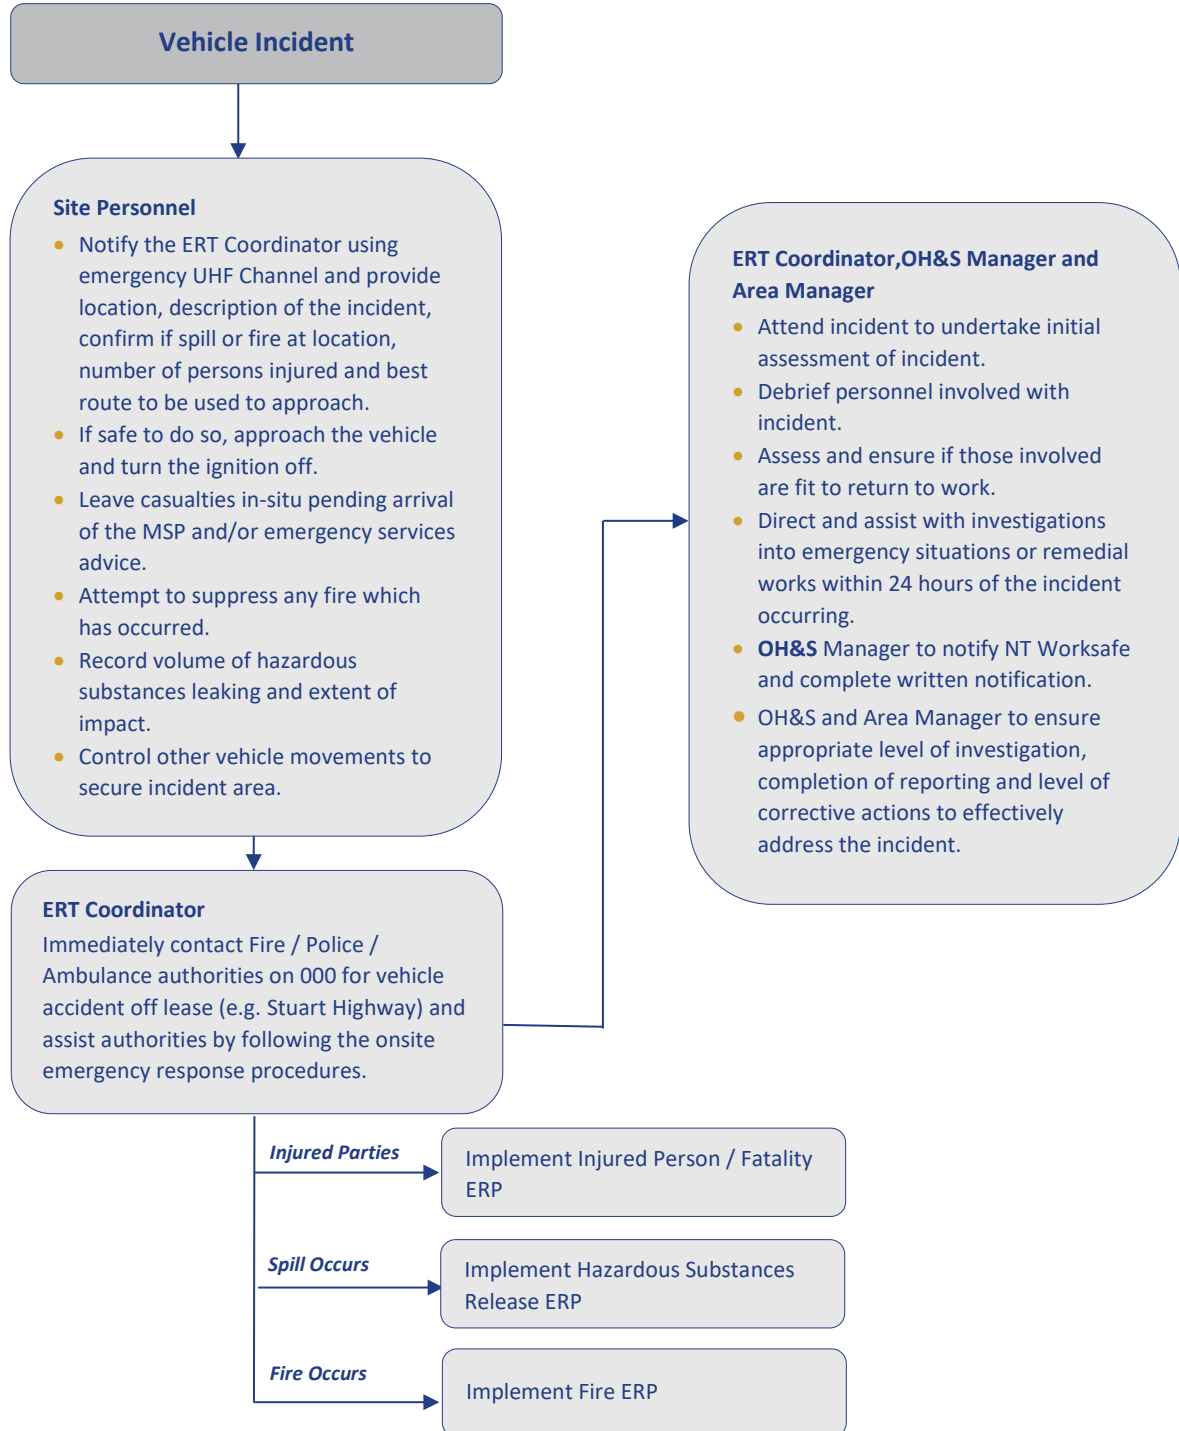 Vehicle Incident
Site Personnel
• Notify the ERT Coordinator using
emergency UHF Channel and provide
location, description of the incident,
confirm if spill or fire at location,
number of persons injured and best
route to be used to approach.
• If safe to do so, approach the vehicle
and turn the ignition off.
• Leave casualties in-situ pending arrival
of the MSP and/or emergency services
advice.
• Attempt to suppress any fire which
has occurred.
• Record volume of hazardous
substances leaking and extent of
impact.
• Control other vehicle movements to
secure incident area.
ERT Coordinator
Immediately contact Fire / Police /
Ambulance authorities on 000 for vehicle
accident off lease (e.g. Stuart Highway) and
assist authorities by following the onsite
emergency response procedures.
ERT Coordinator,OH&S Manager and
Area Manager
• Attend incident to undertake initial
assessment of incident.
• Debrief personnel involved with
incident.
• Assess and ensure if those involved
are fit to return to work.
• Direct and assist with investigations
into emergency situations or remedial
works within 24 hours of the incident
occurring.
• OH&S Manager to notify NT Worksafe
and complete written notification.
• OH&S and Area Manager to ensure
appropriate level of investigation,
completion of reporting and level of
corrective actions to effectively
address the incident.
Injured Parties
Implement Injured Person / Fatality
ERP
Spill Occurs
Implement Hazardous Substances
Release ERP
Fire Occurs
Implement Fire ERP